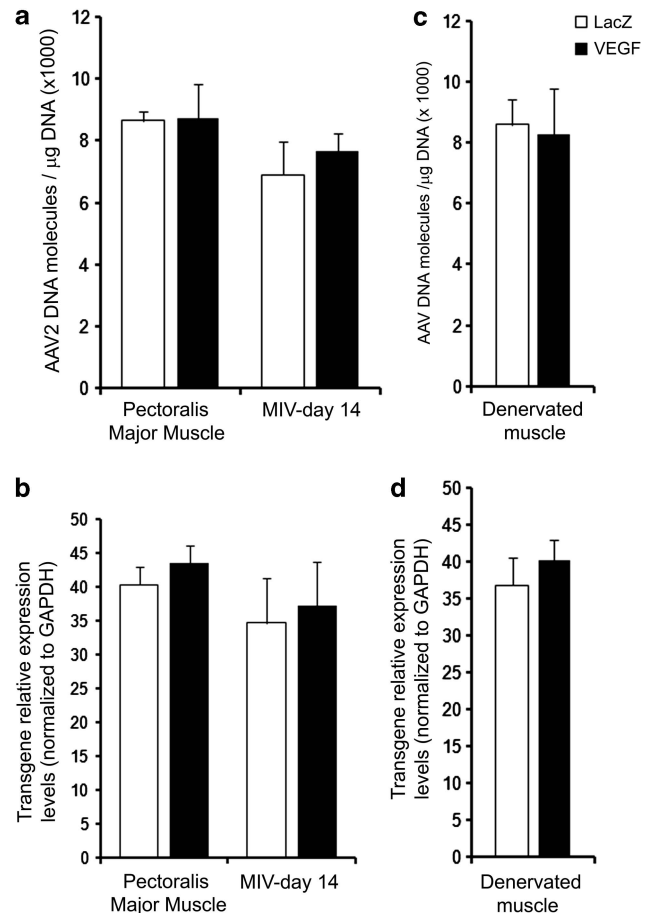 a
AAV2 DNA molecules / μg DNA (x1000)
12
10
8
6
4
2
0
Pectoralis
Major Muscle
MIV-day 14
c
LacZ
VEGF
AAV DNA molecules /μg DNA (x 1000)
12
10
8
6
4
2
0
Denervated
muscle
b
Transgene relative expression
levels (normalized to GAPDH)
50
45
40
35
30
25
20
15
10
5
0
Pectoralis
Major Muscle
MIV-day 14
d
Transgene relative expression
levels (normalized to GAPDH)
50
45
40
35
30
25
20
15
10
5
0
Denervated
muscle